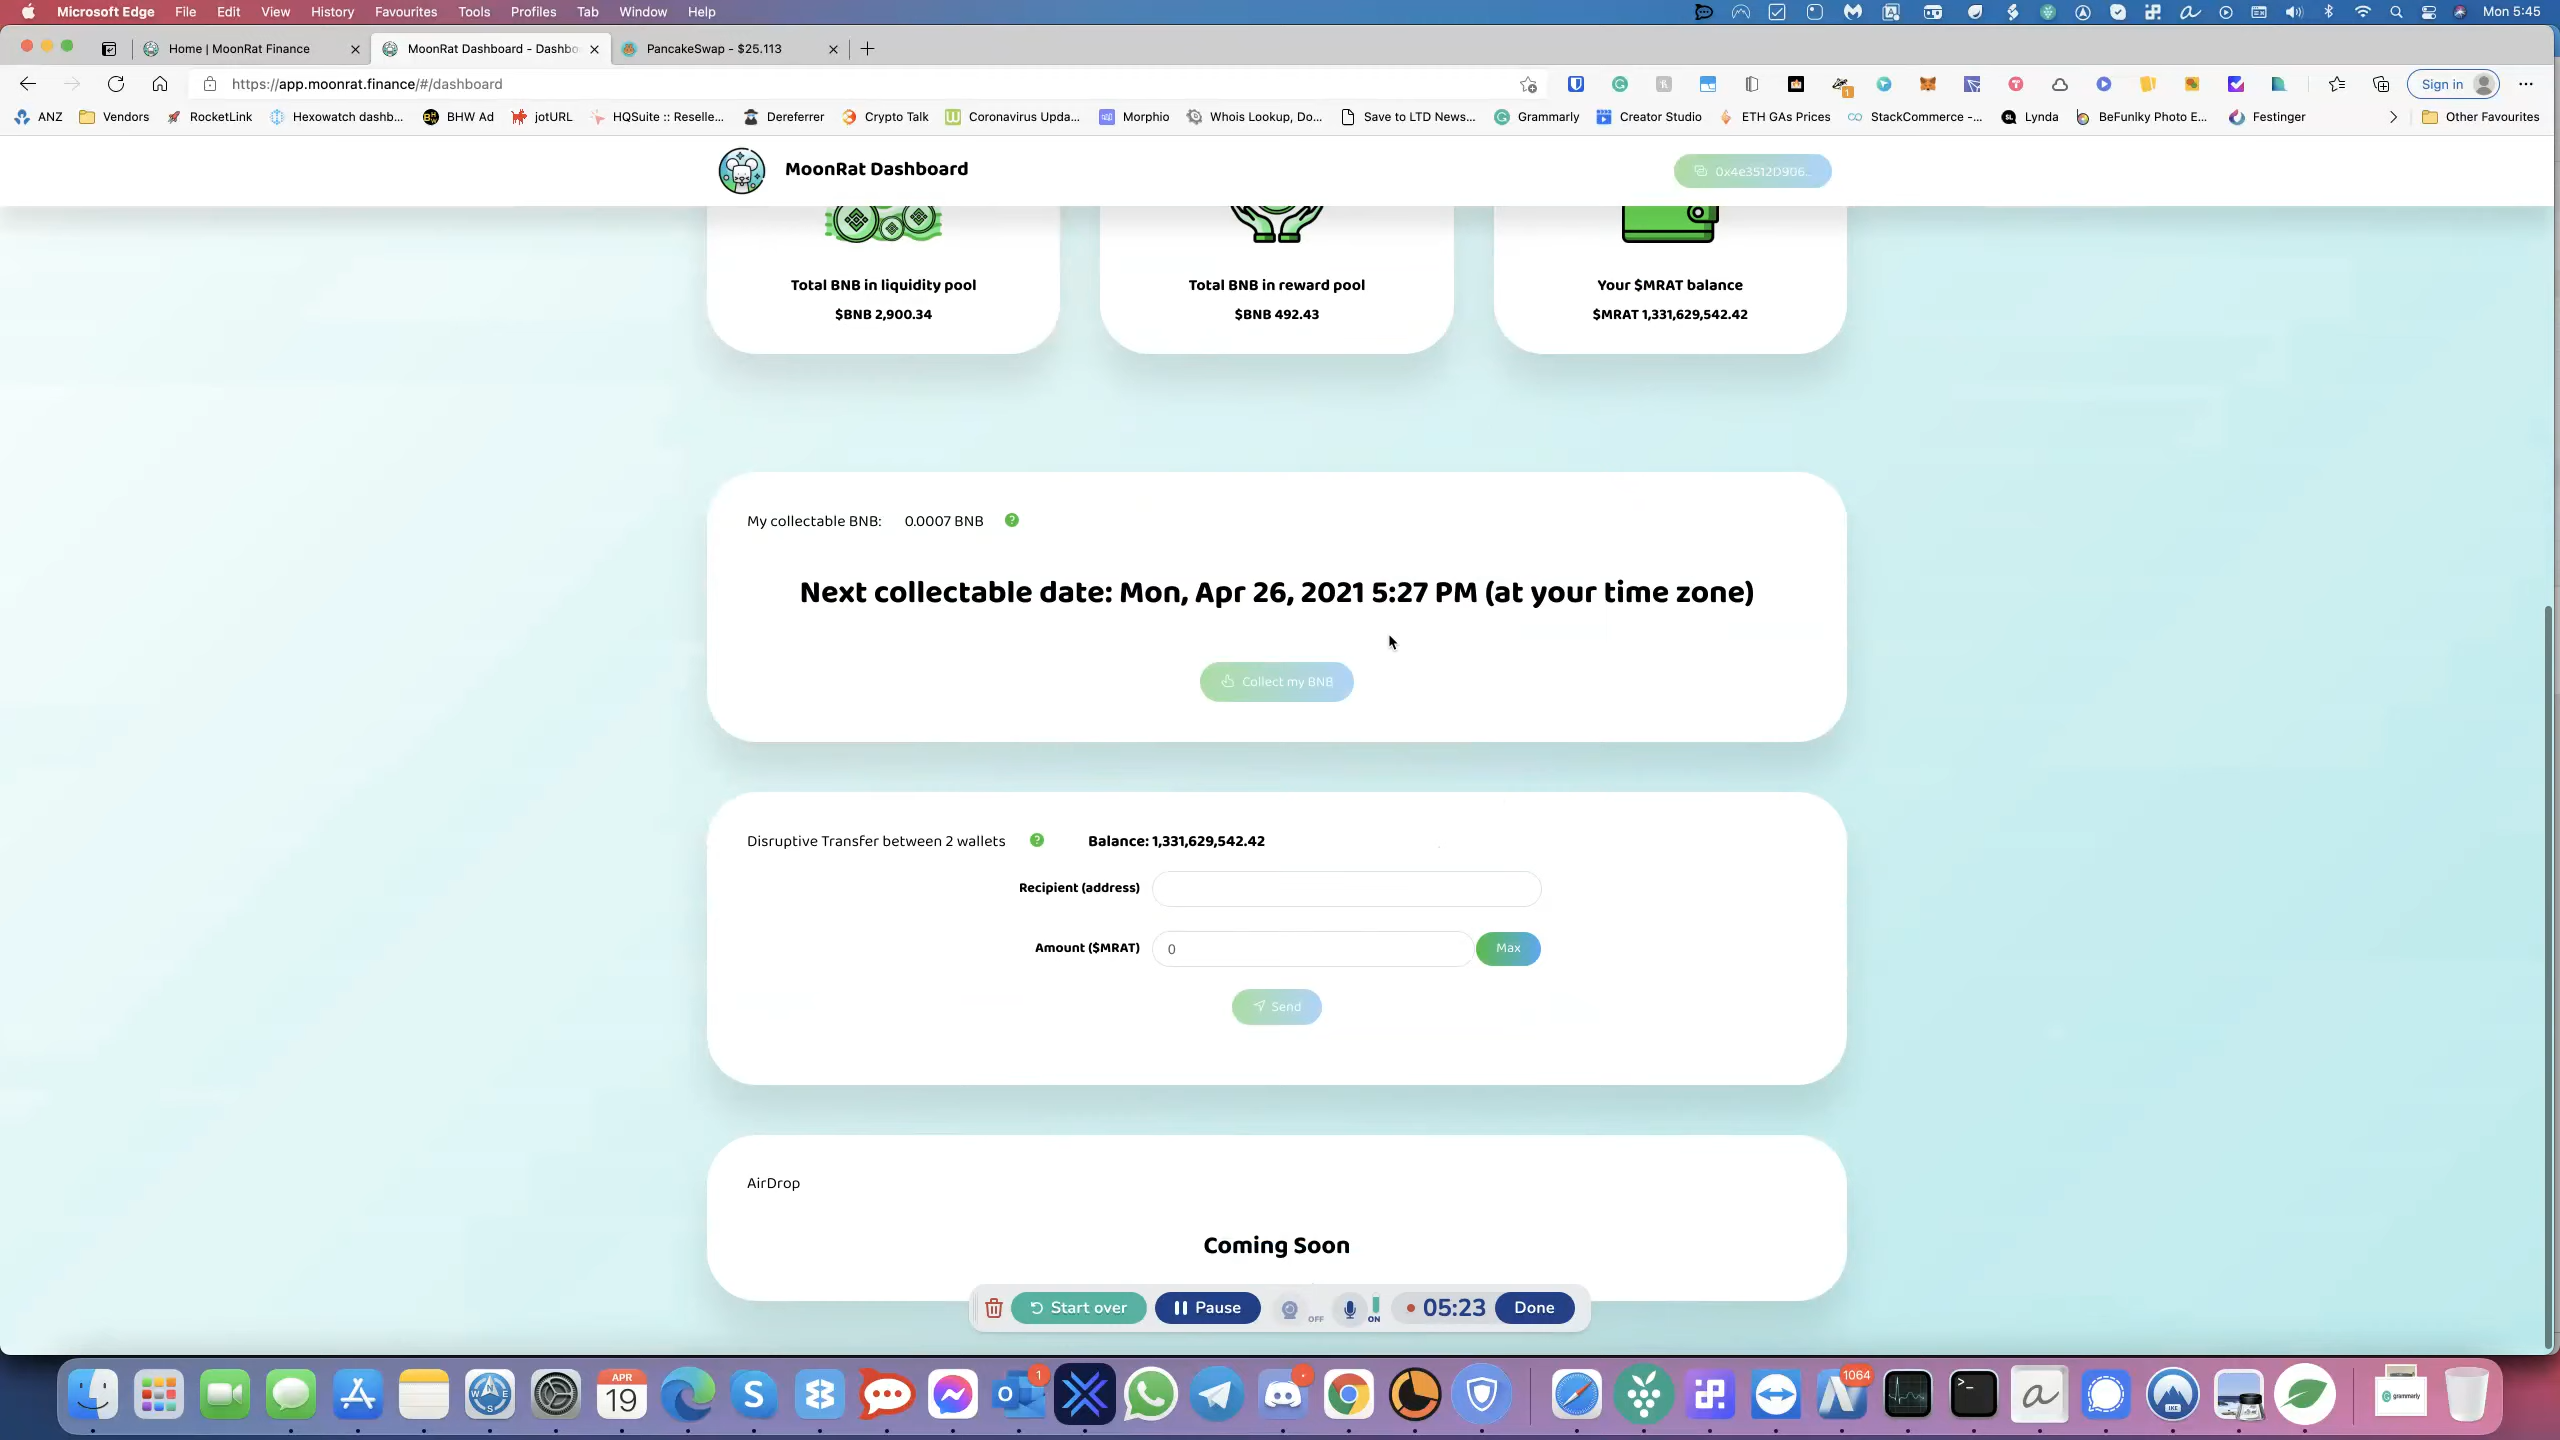 Microsoft Edge File Edit View History Favourites Tools Profiles Tab Window Help Mon 5:45
Home | MoonRat Finance MoonRat Dashboard - Dashbo PancakeSwap - $25.113
https://app.moonrat.finance/#/dashboard Sign in
ANZ Vendors RocketLink Hexowatch dashb... BHW Ad jotURL HQSuite :: Reselle... Dereferrer Crypto Talk Coronavirus Upda... Morphio Whois Lookup, Do... Save to LTD News... Grammarly Creator Studio ETH GAs Prices StackCommerce -... Lynda BeFunlky Photo E... Festinger Other Favourites
MoonRat Dashboard
0x4e3512D906...
Total BNB in liquidity pool
$BNB 2,900.34
Total BNB in reward pool
$BNB 492.43
Your $MRAT balance
$MRAT 1,331,629,542.42
My collectable BNB: 0.0007 BNB ?
Next collectable date: Mon, Apr 26, 2021 5:27 PM (at your time zone)
Collect my BNB
Disruptive Transfer between 2 wallets ? Balance: 1,331,629,542.42
Recipient (address)
Amount ($MRAT) 0 Max
Send
AirDrop
Coming Soon
Start over Pause OFF ON 05:23 Done
APR
19
1
1064
grammarly